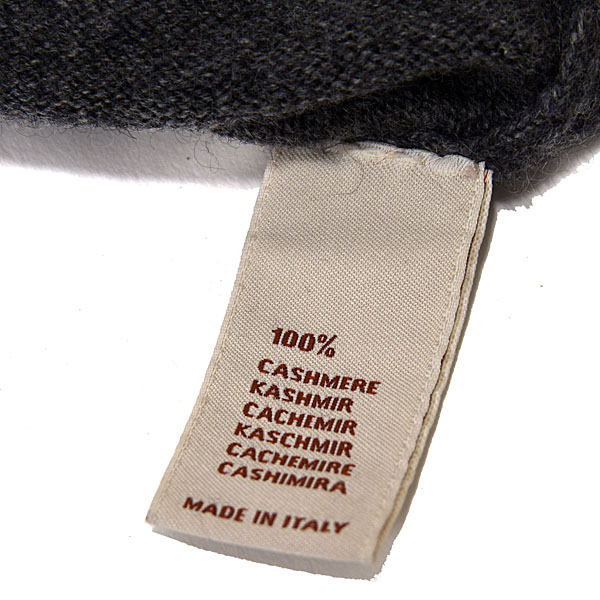 100%
CASHMERE
KASHMIR
CACHEMIR
KASCHMIR
CACHEMIRE
CASHIMIRA
MADE IN ITALY